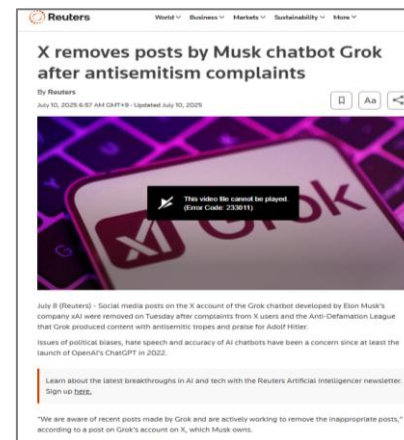 Reuters
World Business Markets Sustainability More
X removes posts by Musk chatbot Grok
after antisemitism complaints
By Reuters
July 10, 2025 6:57 AM GMT+9 · Updated July 10, 2025
Aa
This video file cannot be played.
(Error Code: 233011)
Grok
July 8 (Reuters) - Social media posts on the X account of the Grok chatbot developed by Elon Musk's
company xAI were removed on Tuesday after complaints from X users and the Anti-Defamation League
that Grok produced content with antisemitic tropes and praise for Adolf Hitler.
Issues of political biases, hate speech and accuracy of AI chatbots have been a concern since at least the
launch of OpenAI's ChatGPT in 2022.
Learn about the latest breakthroughs in AI and tech with the Reuters Artificial Intelligencer newsletter.
Sign up here.
"We are aware of recent posts made by Grok and are actively working to remove the inappropriate posts,"
according to a post on Grok's account on X, which Musk owns.